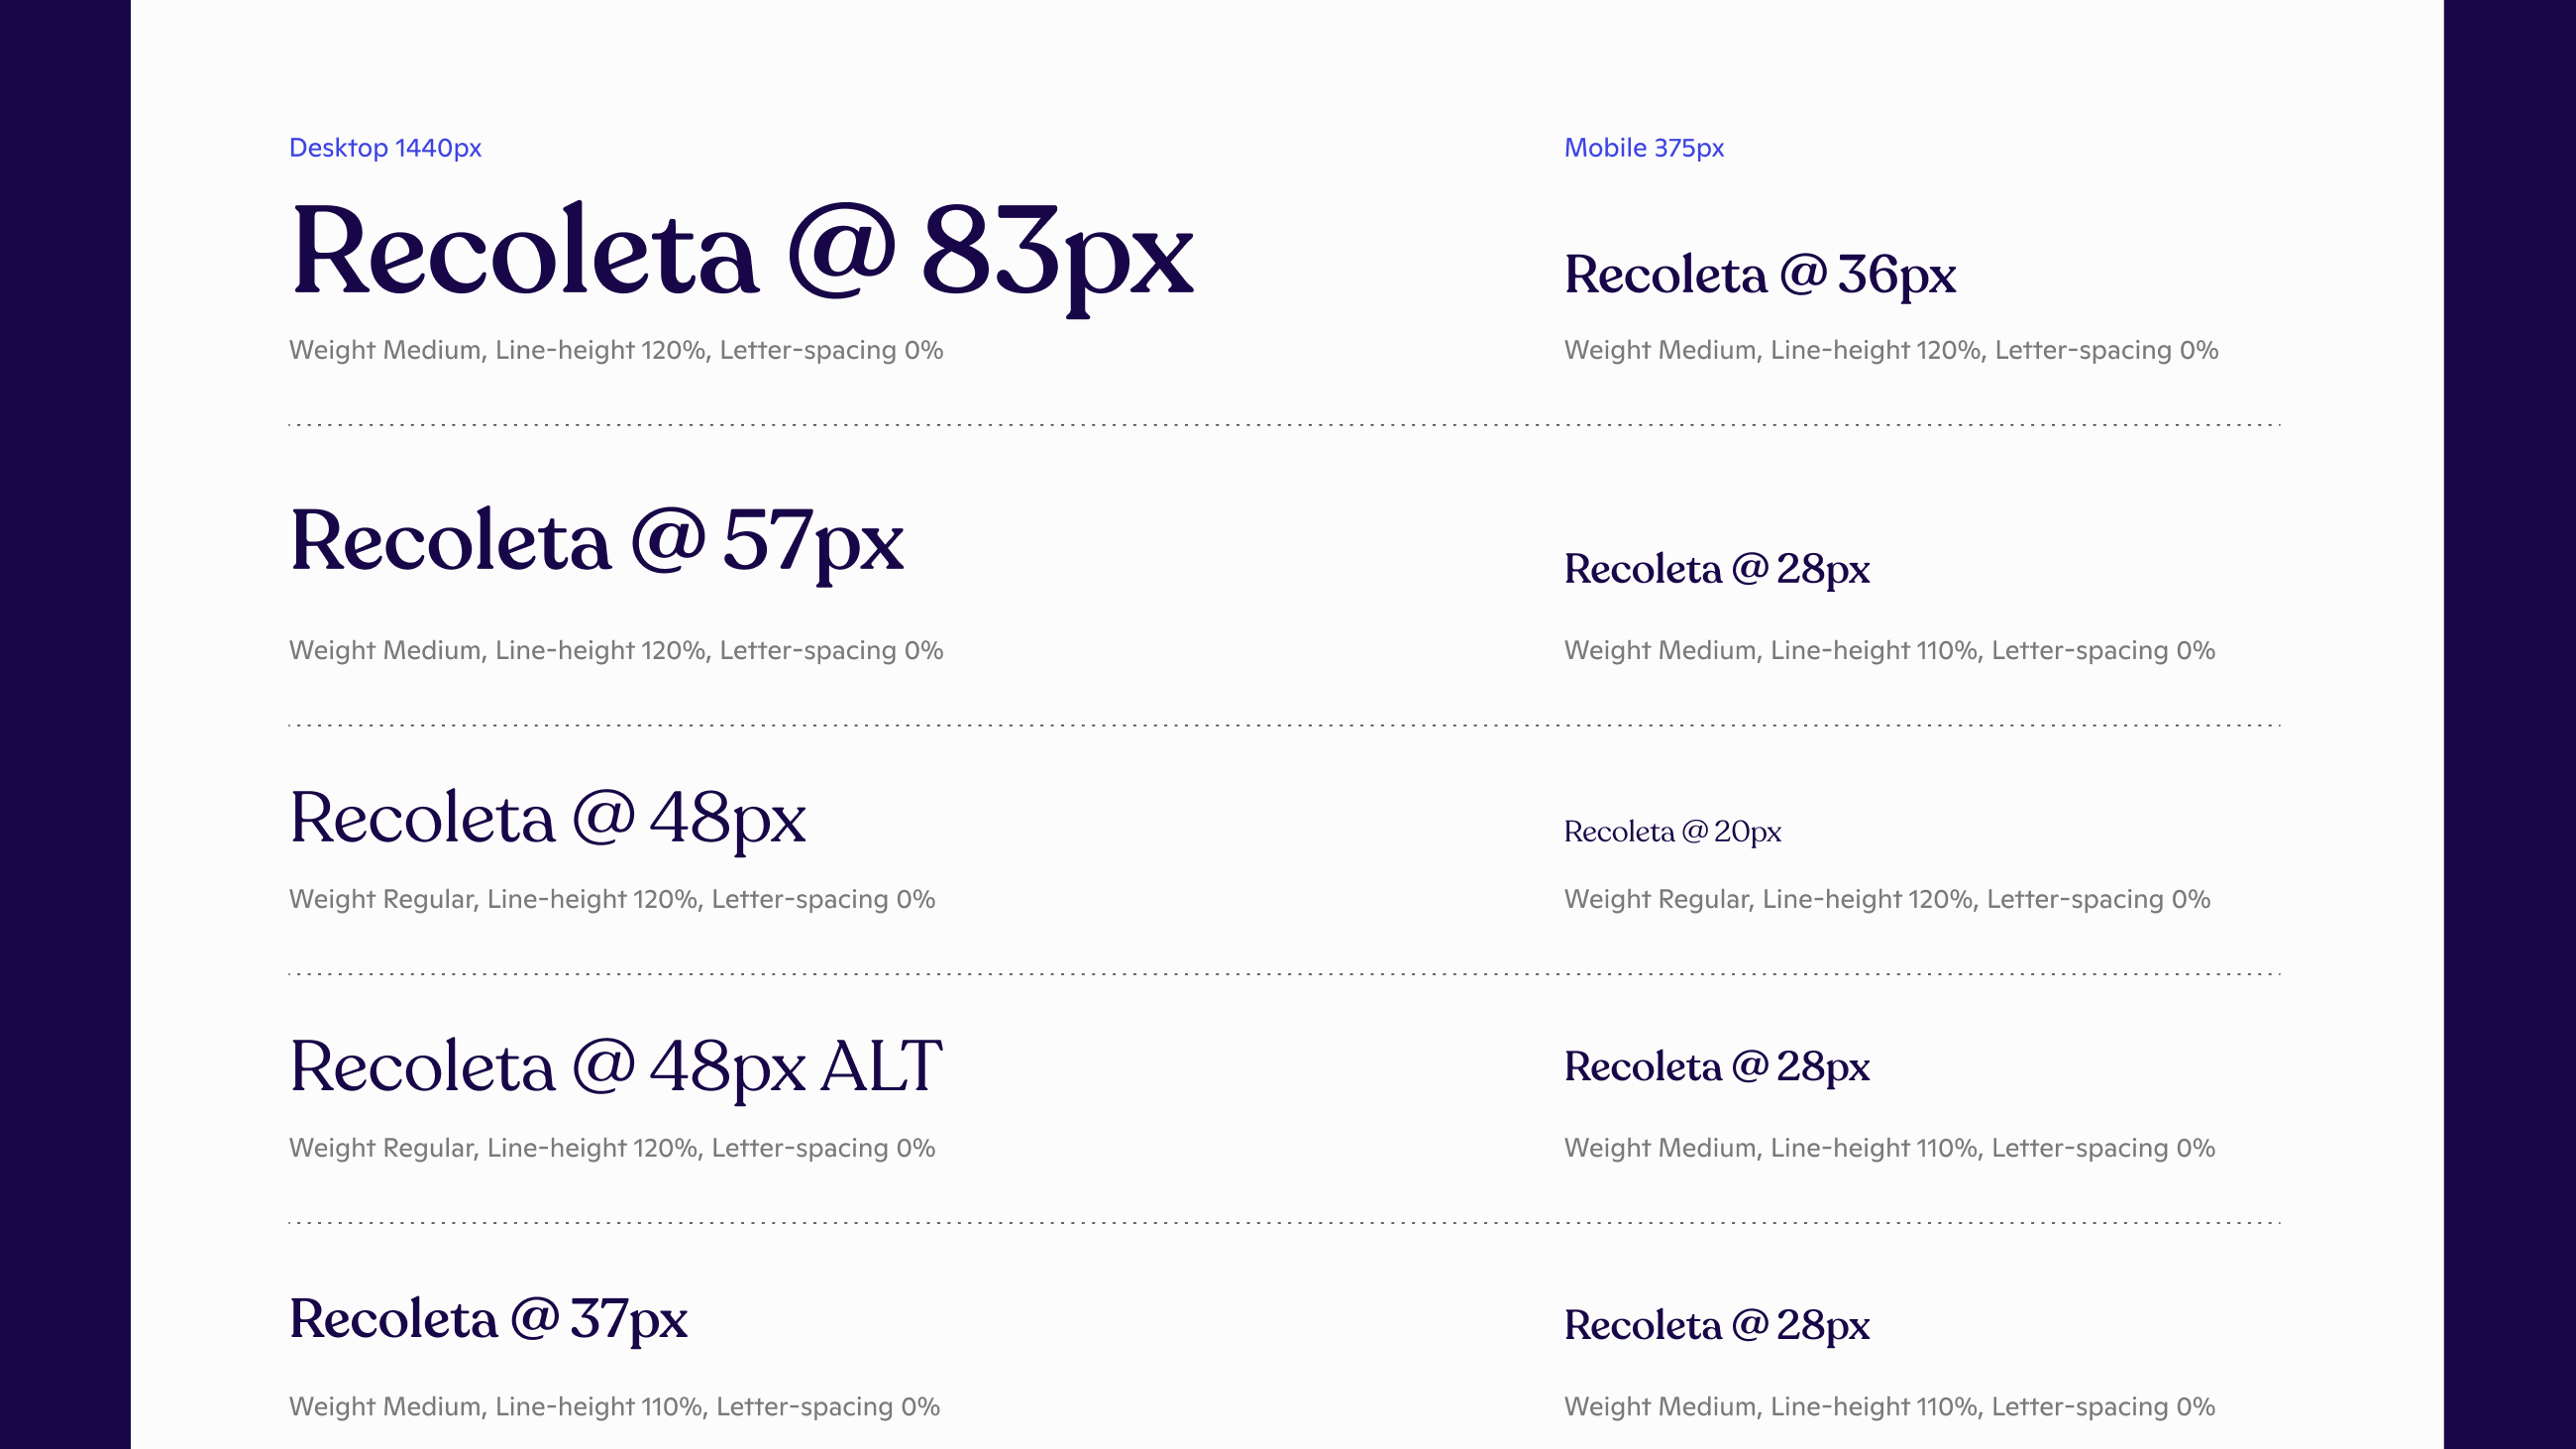 Desktop 1440px
Mobile 375px
Recoleta @ 83px
Recoleta @ 36px
Weight Medium, Line-height 120%, Letter-spacing 0%
Weight Medium, Line-height 120%, Letter-spacing 0%
Recoleta @ 57px
Recoleta @ 28px
Weight Medium, Line-height 120%, Letter-spacing 0%
Weight Medium, Line-height 110%, Letter-spacing 0%
Recoleta @ 48px
Recoleta @ 20px
Weight Regular, Line-height 120%, Letter-spacing 0%
Weight Regular, Line-height 120%, Letter-spacing 0%
Recoleta @ 48px ALT
Recoleta @ 28px
Weight Regular, Line-height 120%, Letter-spacing 0%
Weight Medium, Line-height 110%, Letter-spacing 0%
Recoleta @ 37px
Recoleta @ 28px
Weight Medium, Line-height 110%, Letter-spacing 0%
Weight Medium, Line-height 110%, Letter-spacing 0%